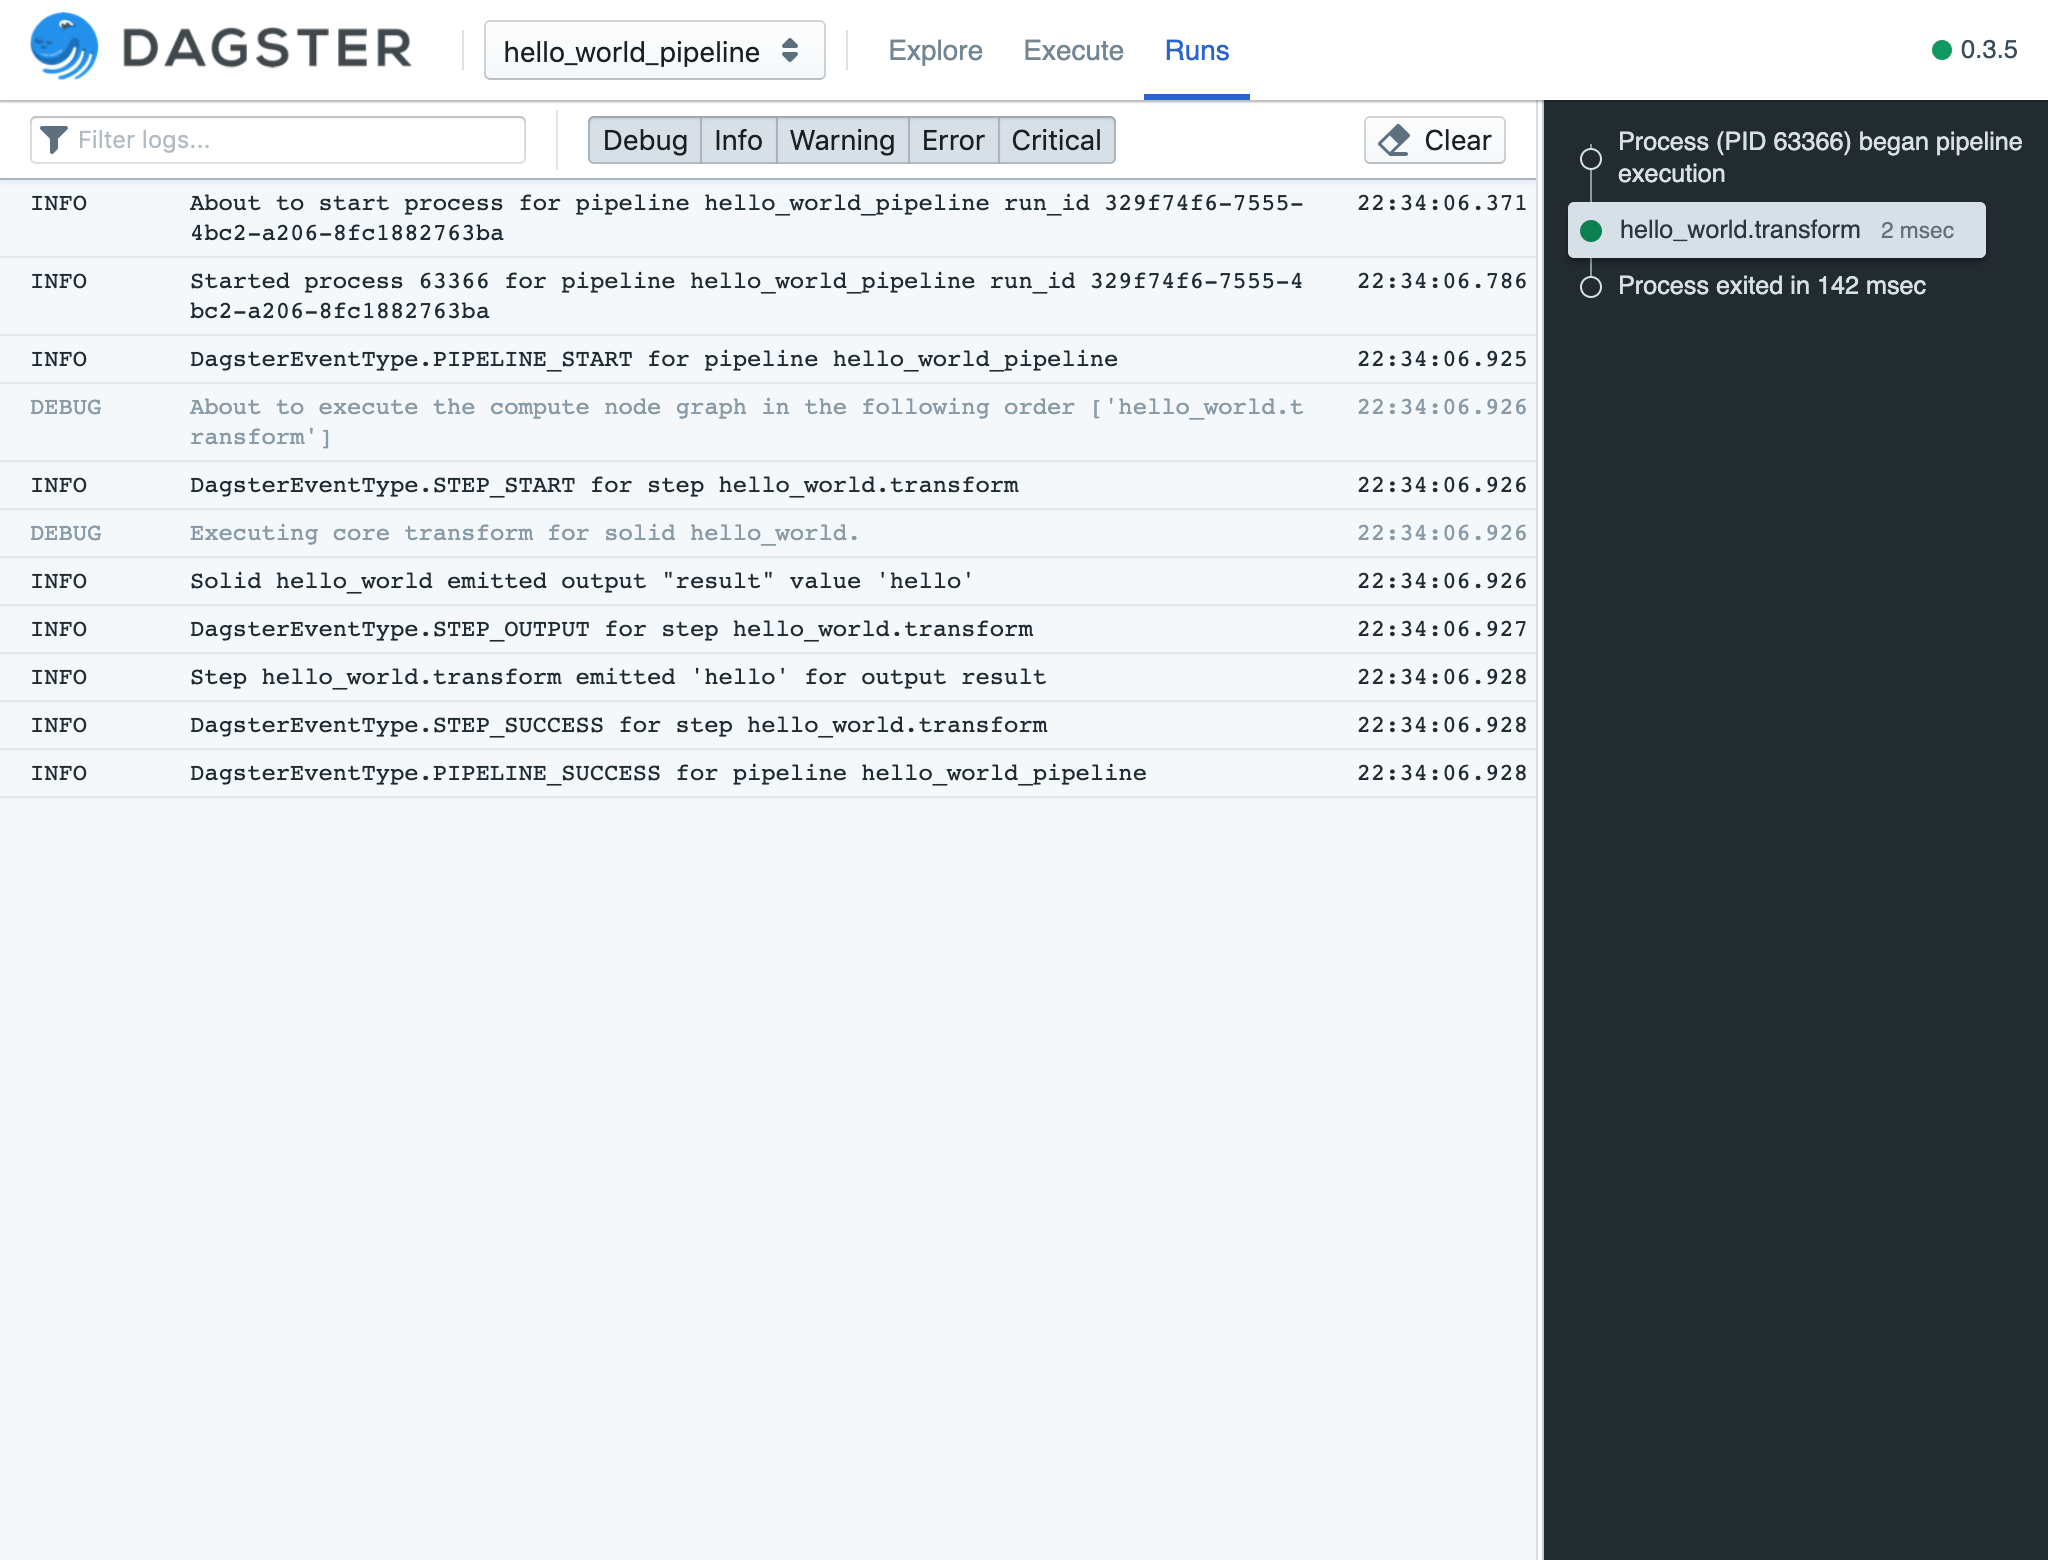 DAGSTER
hello_world_pipeline
Explore
Execute
Runs
0.3.5
Filter logs...
Debug
Info
Warning
Error
Critical
Clear
INFO About to start process for pipeline hello_world_pipeline run_id 329f74f6-7555-
4bc2-a206-8fc1882763ba 22:34:06.371
INFO Started process 63366 for pipeline hello_world_pipeline run_id 329f74f6-7555-4
bc2-a206-8fc1882763ba 22:34:06.786
INFO DagsterEventType.PIPELINE_START for pipeline hello_world_pipeline 22:34:06.925
DEBUG About to execute the compute node graph in the following order ['hello_world.t
ransform'] 22:34:06.926
INFO DagsterEventType.STEP_START for step hello_world.transform 22:34:06.926
DEBUG Executing core transform for solid hello_world. 22:34:06.926
INFO Solid hello_world emitted output "result" value 'hello' 22:34:06.926
INFO DagsterEventType.STEP_OUTPUT for step hello_world.transform 22:34:06.927
INFO Step hello_world.transform emitted 'hello' for output result 22:34:06.928
INFO DagsterEventType.STEP_SUCCESS for step hello_world.transform 22:34:06.928
INFO DagsterEventType.PIPELINE_SUCCESS for pipeline hello_world_pipeline 22:34:06.928
Process (PID 63366) began pipeline
execution
hello_world.transform 2 msec
Process exited in 142 msec